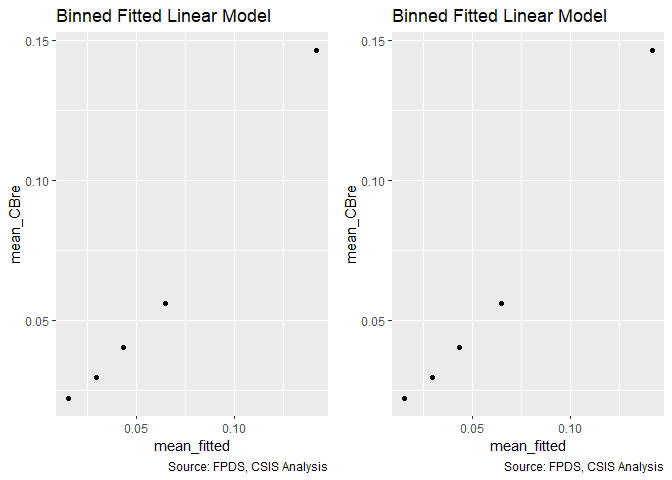 Binned Fitted Linear Model
0.15
0.10
0.05
mean_CBre
0.05 0.10
mean_fitted
Source: FPDS, CSIS Analysis
Binned Fitted Linear Model
0.15
0.10
0.05
mean_CBre
0.05 0.10
mean_fitted
Source: FPDS, CSIS Analysis